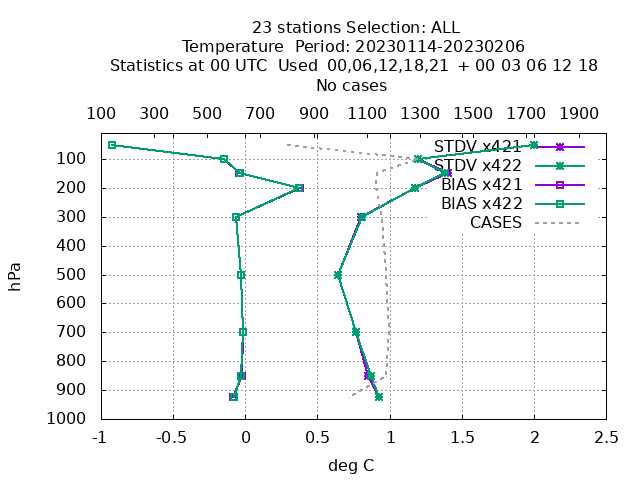 23 stations Selection: ALL
Temperature  Period: 20230114-20230206
Statistics at 00 UTC  Used  00,06,12,18,21  + 00 03 06 12 18
No cases
100 300 500 700 900 1100 1300 1500 1700 1900
STDV x421
100
STDV x422
BIAS x421
200
BIAS x422
300
CASES
400
500
hPa
600
700
800
900
1000
-1 -0.5 0 0.5 1 1.5 2 2.5
deg C